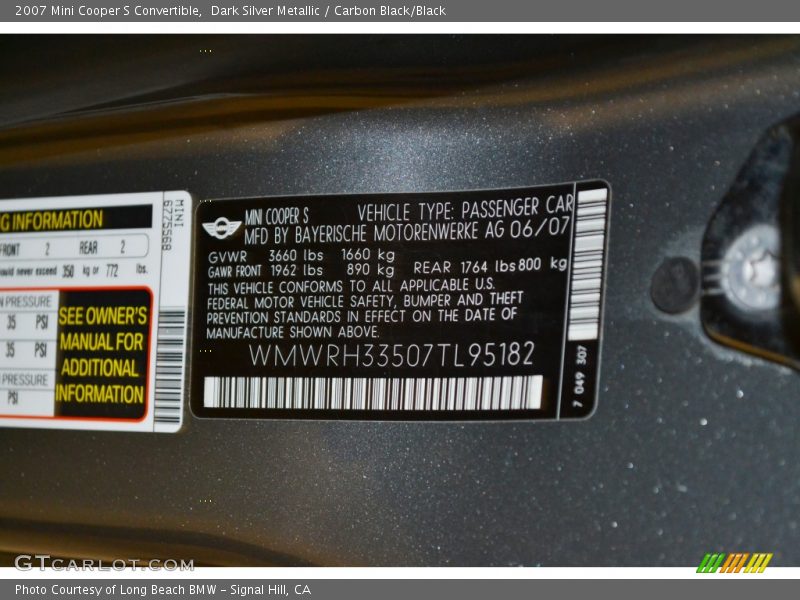 2007 Mini Cooper S Convertible, Dark Silver Metallic / Carbon Black/Black
G INFORMATION
FRONT 2 REAR 2
should never exceed 350 kg or 772 lbs.
PRESSURE
35 PSI
35 PSI
PRESSURE
PSI
SEE OWNER'S
MANUAL FOR
ADDITIONAL
INFORMATION
MINI
6775568
MINI COOPER S VEHICLE TYPE: PASSENGER CAR
MFD BY BAYERISCHE MOTORENWERKE AG 06/07
GVWR 3660 lbs 1660 kg
GAWR FRONT 1962 lbs 890 kg REAR 1764 lbs 800 kg
THIS VEHICLE CONFORMS TO ALL APPLICABLE U.S.
FEDERAL MOTOR VEHICLE SAFETY, BUMPER AND THEFT
PREVENTION STANDARDS IN EFFECT ON THE DATE OF
MANUFACTURE SHOWN ABOVE.
WMWRH33507TL95182
7 049 307
GTCARLOT.COM
Photo Courtesy of Long Beach BMW - Signal Hill, CA